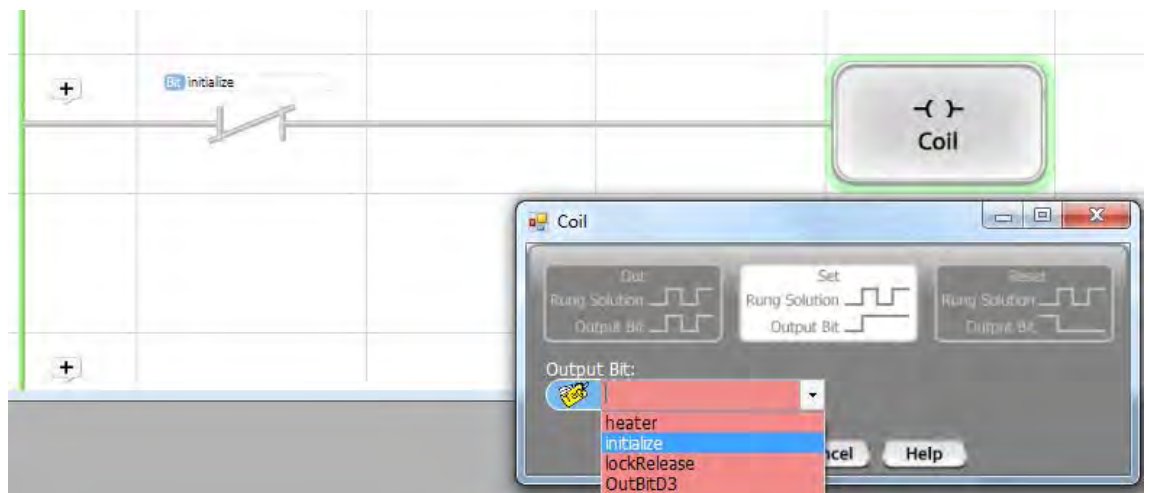 +
Bit initialize
-( )-
Coil
Coil
Out
Rung Solution
Output Bit
Set
Rung Solution
Output Bit
Reset
Rung Solution
Output Bit
Output Bit:
heater
initialize
lockRelease
OutBitD3
Help
+